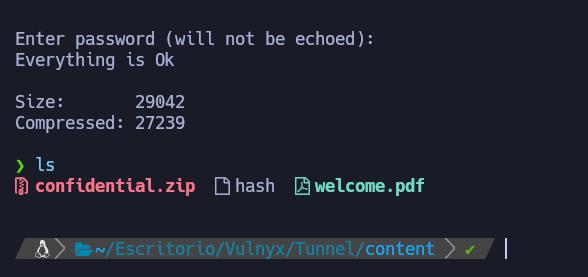 Enter password (will not be echoed):
Everything is Ok
Size:       29042
Compressed: 27239
❯ ls
confidential.zip  hash  welcome.pdf
~/Escritorio/Vulnyx/Tunnel/content ✔